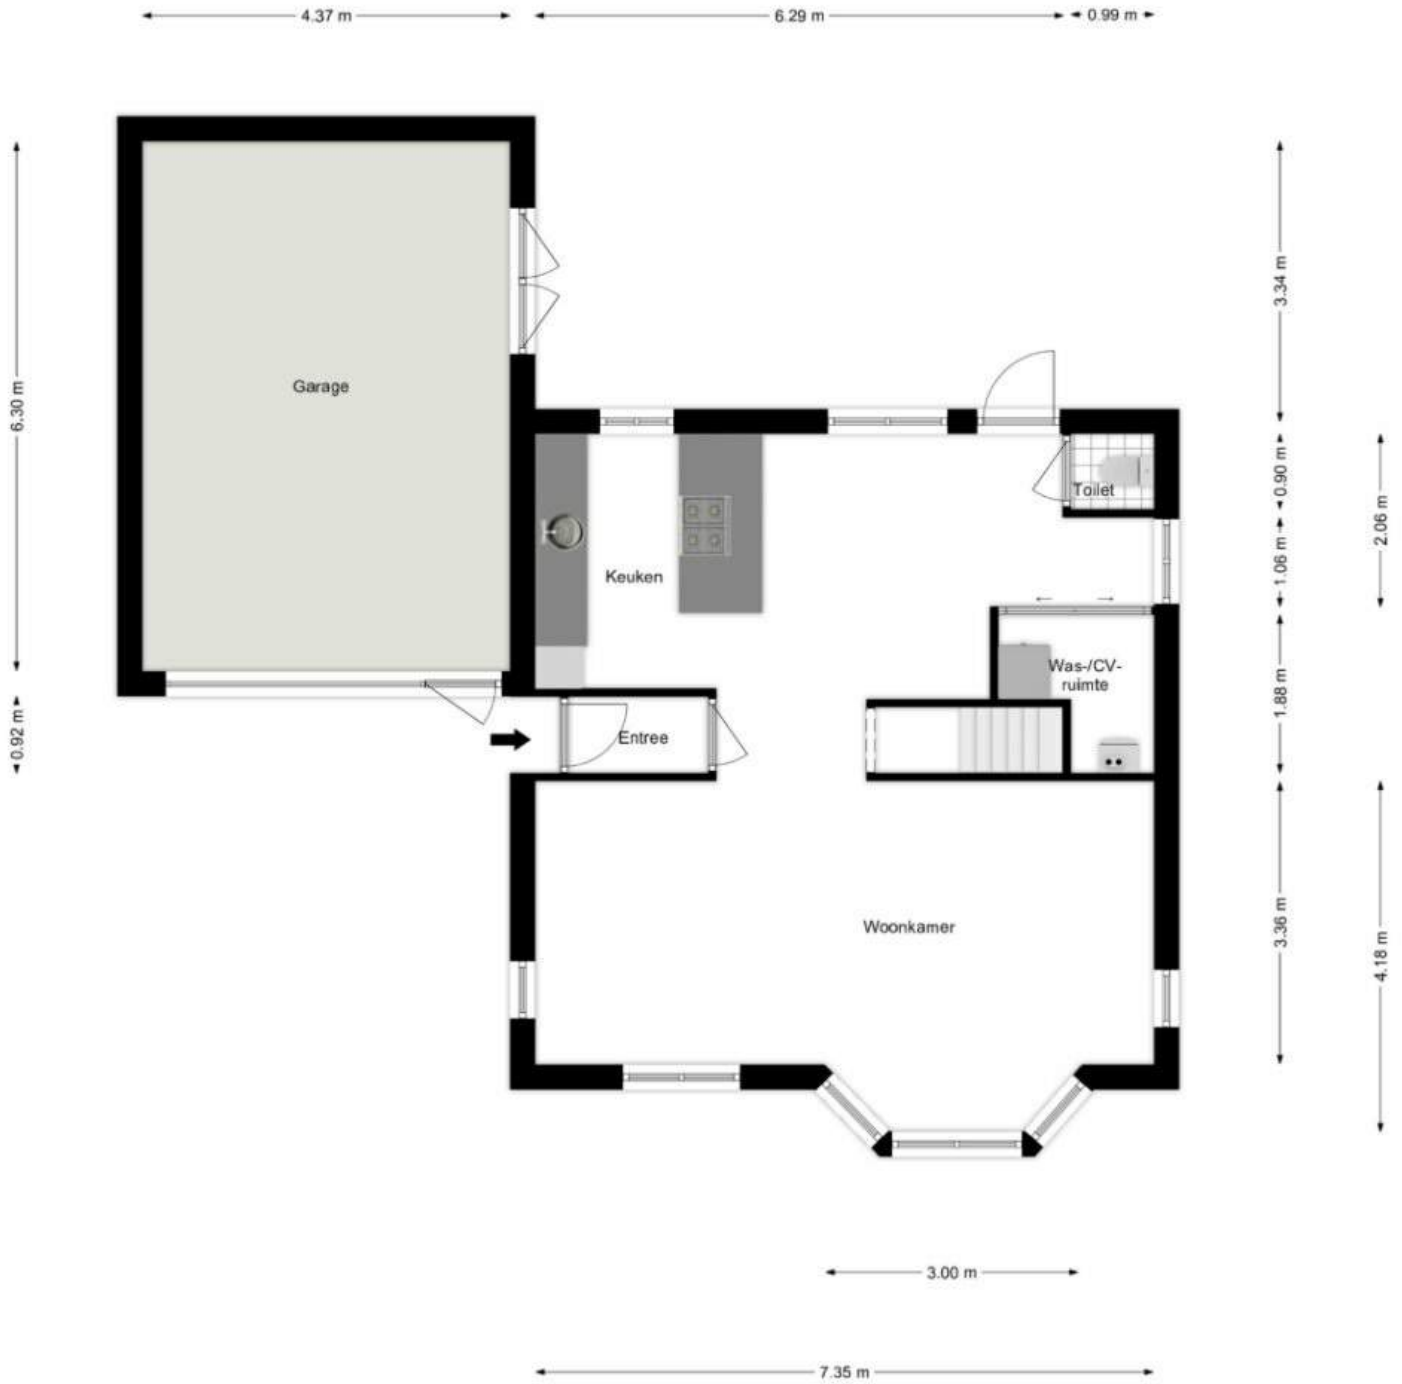 4.37 m
6.29 m
0.99 m
6.30 m
0.92 m
Garage
Keuken
Toilet
Was-/CV-
ruimte
Entree
Woonkamer
3.34 m
0.90 m
1.06 m
1.88 m
3.36 m
2.06 m
4.18 m
3.00 m
7.35 m